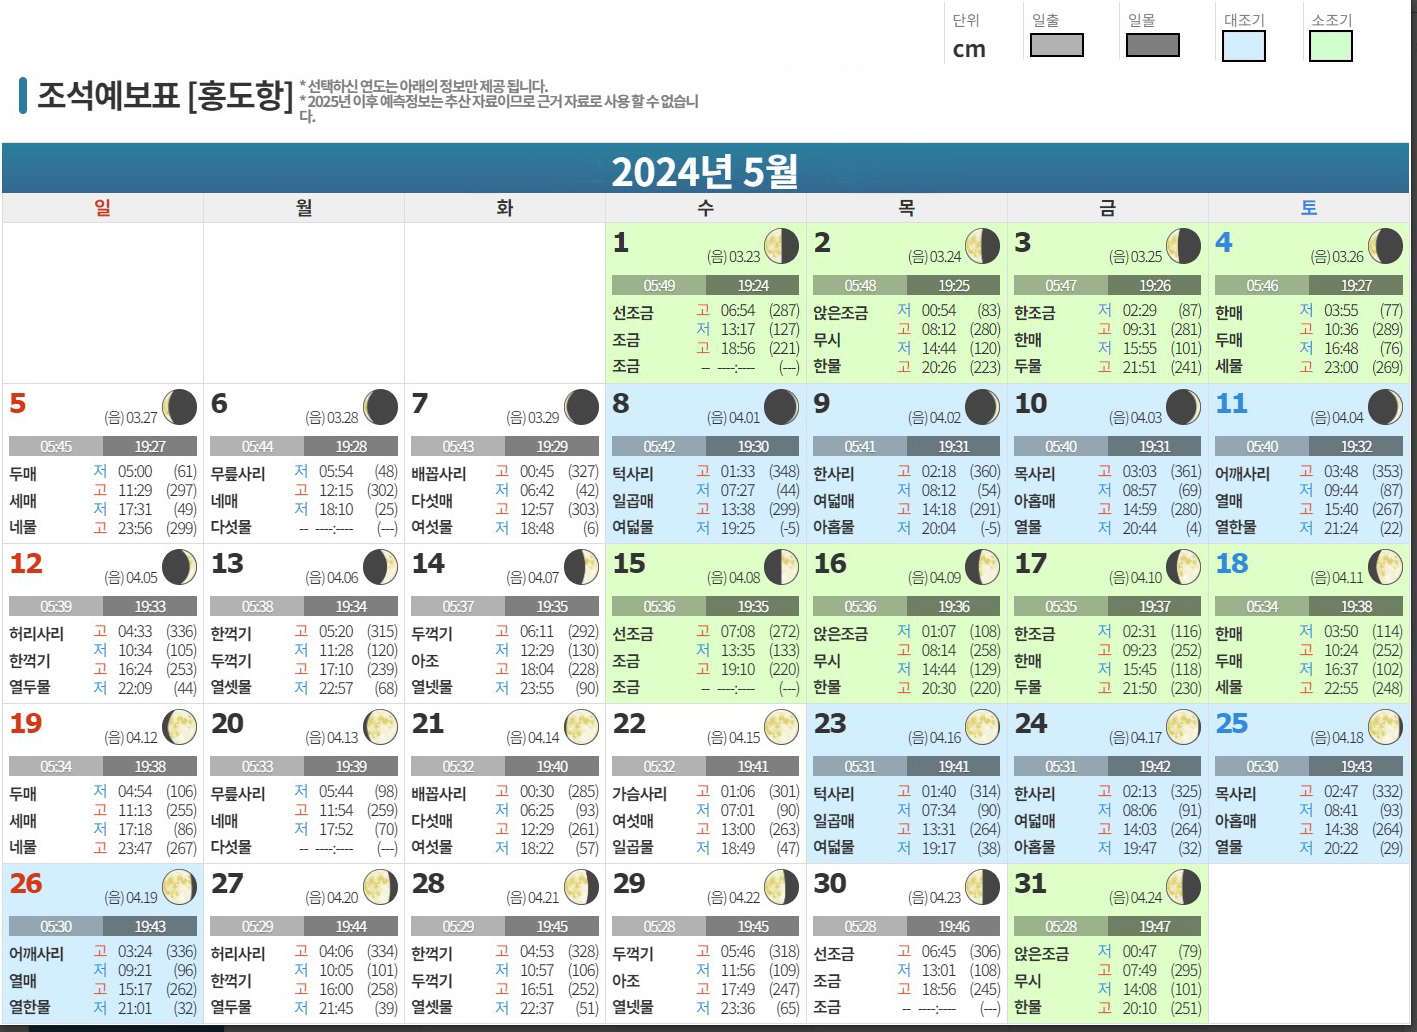 단위 일출 일몰 대조기 소조기
cm
조석예보표 [홍도항]
* 선택하신 연도는 아래의 정보만 제공 됩니다.
* 2025년 이후 예측정보는 추산 자료이므로 근거 자료로 사용 할 수 없습니
다.
2024년 5월
일 월 화 수 목 금 토
1 (음) 03.23
05:49 19:24
선조금 조금 조금
고 06:54 (287)
저 13:17 (127)
고 18:56 (221)
-- ----:---- (---)
2 (음) 03.24
05:48 19:25
앉은조금 무시 한물
저 00:54 (83)
고 08:12 (280)
저 14:44 (120)
고 20:26 (223)
3 (음) 03.25
05:47 19:26
한조금 한매 두물
저 02:29 (87)
고 09:31 (281)
저 15:55 (101)
고 21:51 (241)
4 (음) 03.26
05:46 19:27
한매 두매 세물
저 03:55 (77)
고 10:36 (289)
저 16:48 (76)
고 23:00 (269)
5 (음) 03.27
05:45 19:27
두매 세매 네물
저 05:00 (61)
고 11:29 (297)
저 17:31 (49)
고 23:56 (299)
6 (음) 03.28
05:44 19:28
무릎사리 네매 다섯물
저 05:54 (48)
고 12:15 (302)
저 18:10 (25)
-- ----:---- (---)
7 (음) 03.29
05:43 19:29
배꼽사리 다섯매 여섯물
고 00:45 (327)
저 06:42 (42)
고 12:57 (303)
저 18:48 (6)
8 (음) 04.01
05:42 19:30
턱사리 일곱매 여덟물
고 01:33 (348)
저 07:27 (44)
고 13:38 (299)
저 19:25 (-5)
9 (음) 04.02
05:41 19:31
한사리 여덟매 아홉물
고 02:18 (360)
저 08:12 (54)
고 14:18 (291)
저 20:04 (-5)
10 (음) 04.03
05:40 19:31
목사리 아홉매 열물
고 03:03 (361)
저 08:57 (69)
고 14:59 (280)
저 20:44 (4)
11 (음) 04.04
05:40 19:32
어깨사리 열매 열한물
고 03:48 (353)
저 09:44 (87)
고 15:40 (267)
저 21:24 (22)
12 (음) 04.05
05:39 19:33
허리사리 한꺽기 열두물
고 04:33 (336)
저 10:34 (105)
고 16:24 (253)
저 22:09 (44)
13 (음) 04.06
05:38 19:34
한꺽기 두꺽기 열셋물
고 05:20 (315)
저 11:28 (120)
고 17:10 (239)
저 22:57 (68)
14 (음) 04.07
05:37 19:35
두꺽기 아조 열넷물
고 06:11 (292)
저 12:29 (130)
고 18:04 (228)
저 23:55 (90)
15 (음) 04.08
05:36 19:35
선조금 조금 조금
고 07:08 (272)
저 13:35 (133)
고 19:10 (220)
-- ----:---- (---)
16 (음) 04.09
05:36 19:36
앉은조금 무시 한물
저 01:07 (108)
고 08:14 (258)
저 14:44 (129)
고 20:30 (220)
17 (음) 04.10
05:35 19:37
한조금 한매 두물
저 02:31 (116)
고 09:23 (252)
저 15:45 (118)
고 21:50 (230)
18 (음) 04.11
05:34 19:38
한매 두매 세물
저 03:50 (114)
고 10:24 (252)
저 16:37 (102)
고 22:55 (248)
19 (음) 04.12
05:34 19:38
두매 세매 네물
저 04:54 (106)
고 11:13 (255)
저 17:18 (86)
고 23:47 (267)
20 (음) 04.13
05:33 19:39
무릎사리 네매 다섯물
저 05:44 (98)
고 11:54 (259)
저 17:52 (70)
-- ----:---- (---)
21 (음) 04.14
05:32 19:40
배꼽사리 다섯매 여섯물
고 00:30 (285)
저 06:25 (93)
고 12:29 (261)
저 18:22 (57)
22 (음) 04.15
05:32 19:41
가슴사리 여섯매 일곱물
고 01:06 (301)
저 07:01 (90)
고 13:00 (263)
저 18:49 (47)
23 (음) 04.16
05:31 19:41
턱사리 일곱매 여덟물
고 01:40 (314)
저 07:34 (90)
고 13:31 (264)
저 19:17 (38)
24 (음) 04.17
05:31 19:42
한사리 여덟매 아홉물
고 02:13 (325)
저 08:06 (91)
고 14:03 (264)
저 19:47 (32)
25 (음) 04.18
05:30 19:43
목사리 아홉매 열물
고 02:47 (332)
저 08:41 (93)
고 14:38 (264)
저 20:22 (29)
26 (음) 04.19
05:30 19:43
어깨사리 열매 열한물
고 03:24 (336)
저 09:21 (96)
고 15:17 (262)
저 21:01 (32)
27 (음) 04.20
05:29 19:44
허리사리 한꺽기 열두물
고 04:06 (334)
저 10:05 (101)
고 16:00 (258)
저 21:45 (39)
28 (음) 04.21
05:29 19:45
한꺽기 두꺽기 열셋물
고 04:53 (328)
저 10:57 (106)
고 16:51 (252)
저 22:37 (51)
29 (음) 04.22
05:28 19:45
두꺽기 아조 열넷물
고 05:46 (318)
저 11:56 (109)
고 17:49 (247)
저 23:36 (65)
30 (음) 04.23
05:28 19:46
선조금 조금 조금
고 06:45 (306)
저 13:01 (108)
고 18:56 (245)
-- ----:---- (---)
31 (음) 04.24
05:28 19:47
앉은조금 무시 한물
저 00:47 (79)
고 07:49 (295)
저 14:08 (101)
고 20:10 (251)